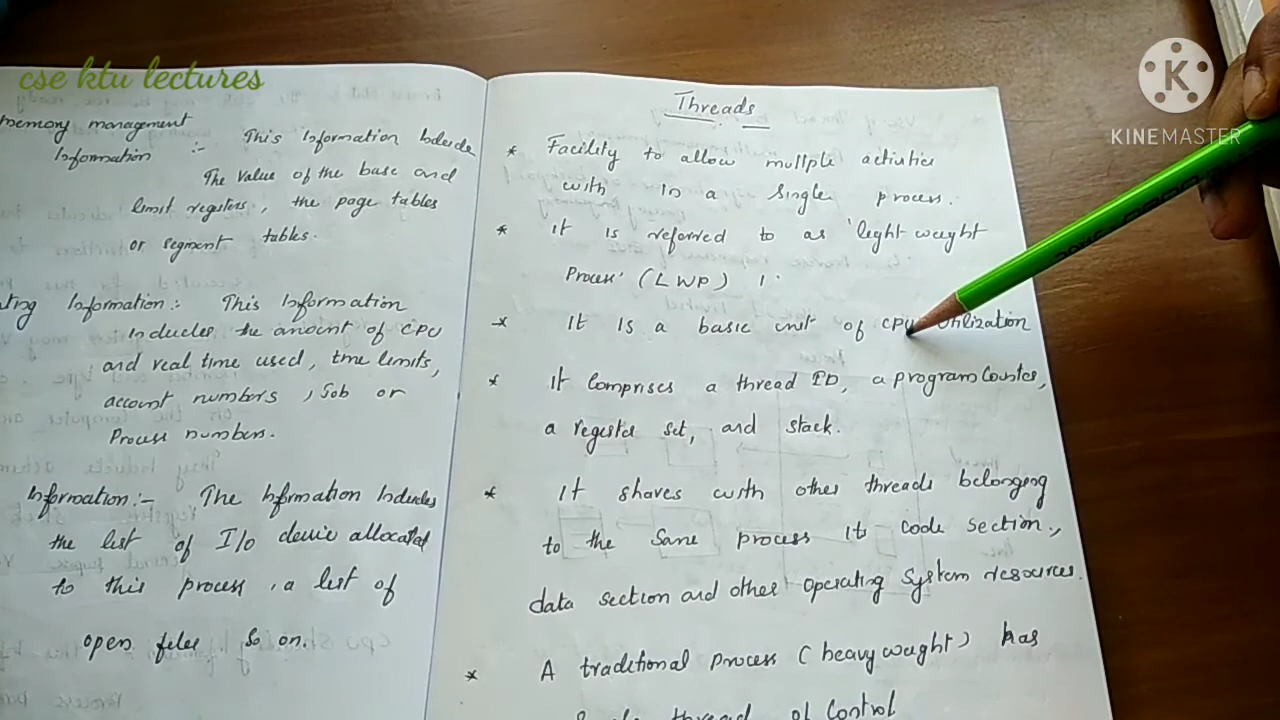 cse ktu lectures
KINEMASTER
memory management
Information :- This Information Include
The value of the base and
limit registers, the page tables
or segment tables.
ting Information :- This Information
Includes the amount of CPU
and real time used, time limits,
account numbers, Job or
Process numbers.
Information :- The Information Includes
the list of I/o device allocated
to this process, a list of
open files so on.
Threads
* Facility to allow multple activities
with in a single process.
* it is referred to as 'light weight
Process' (LWP)
* It is a basic unit of CPU Utilization
* it Comprises a thread ID, a program Counter,
a register set, and stack.
* It shares with other threads belonging
to the same process its code section,
data section and other operating system resources.
* A traditional process (heavy weight) has
thread of Control